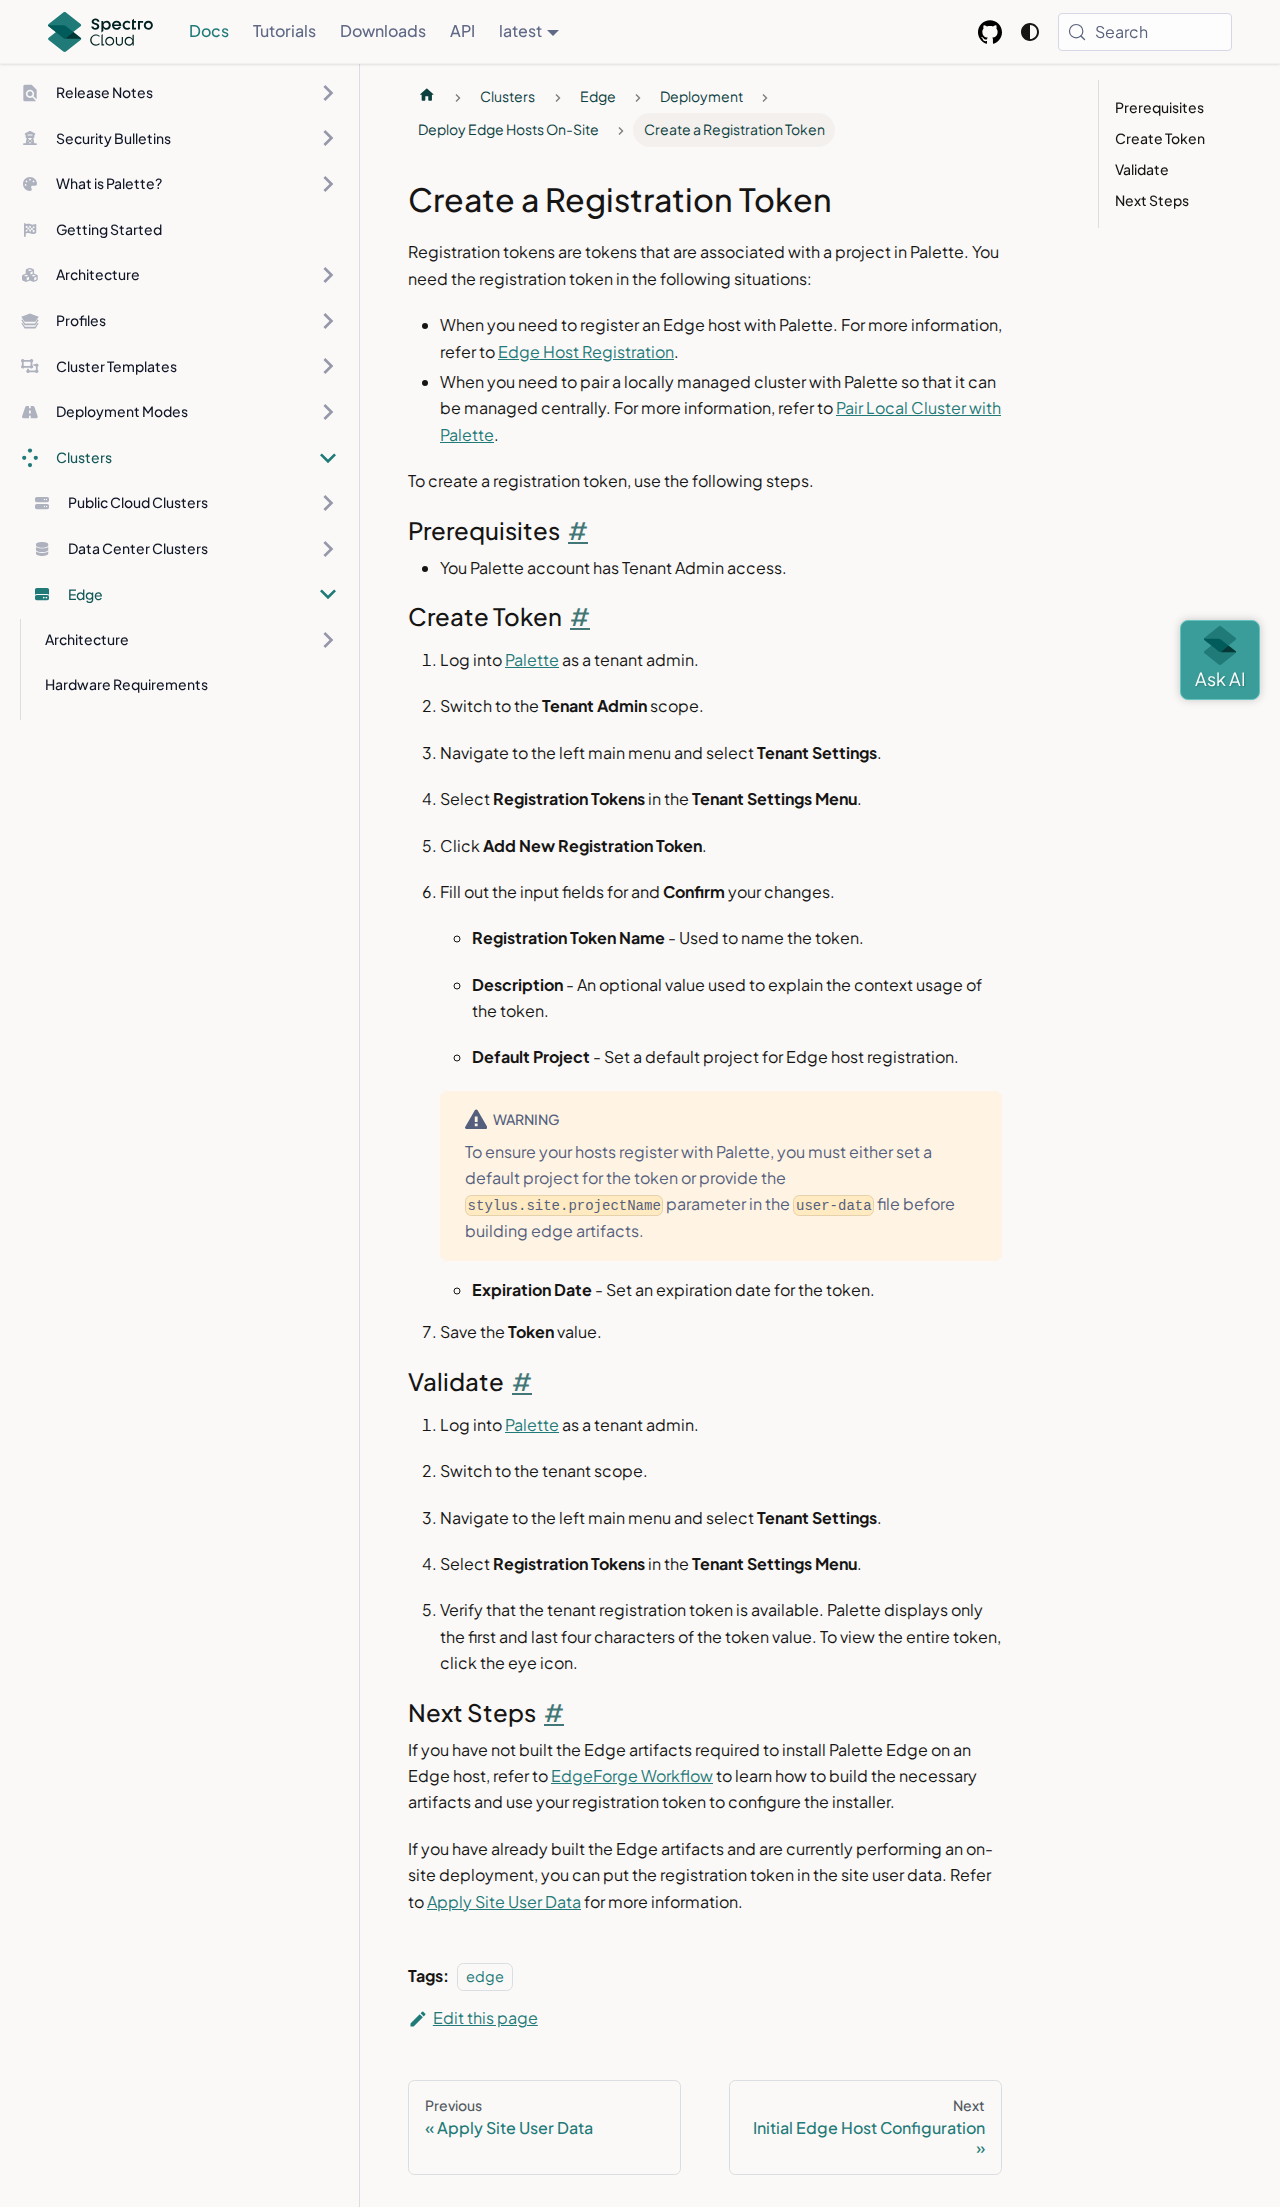 Spectro
Cloud
Docs
Tutorials
Downloads
API
latest
Search
Release Notes
Security Bulletins
What is Palette?
Getting Started
Architecture
Profiles
Cluster Templates
Deployment Modes
Clusters
Public Cloud Clusters
Data Center Clusters
Edge
Architecture
Hardware Requirements
Clusters
Edge
Deployment
Deploy Edge Hosts On-Site
Create a Registration Token
Create a Registration Token
Registration tokens are tokens that are associated with a project in Palette. You
need the registration token in the following situations:
When you need to register an Edge host with Palette. For more information,
refer to Edge Host Registration.
When you need to pair a locally managed cluster with Palette so that it can
be managed centrally. For more information, refer to Pair Local Cluster with
Palette.
To create a registration token, use the following steps.
Prerequisites #
You Palette account has Tenant Admin access.
Create Token #
1. Log into Palette as a tenant admin.
2. Switch to the Tenant Admin scope.
3. Navigate to the left main menu and select Tenant Settings.
4. Select Registration Tokens in the Tenant Settings Menu.
5. Click Add New Registration Token.
6. Fill out the input fields for and Confirm your changes.
Registration Token Name - Used to name the token.
Description - An optional value used to explain the context usage of
the token.
Default Project - Set a default project for Edge host registration.
WARNING
To ensure your hosts register with Palette, you must either set a
default project for the token or provide the
stylus.site.projectName parameter in the user-data file before
building edge artifacts.
Expiration Date - Set an expiration date for the token.
7. Save the Token value.
Validate #
1. Log into Palette as a tenant admin.
2. Switch to the tenant scope.
3. Navigate to the left main menu and select Tenant Settings.
4. Select Registration Tokens in the Tenant Settings Menu.
5. Verify that the tenant registration token is available. Palette displays only
the first and last four characters of the token value. To view the entire token,
click the eye icon.
Next Steps #
If you have not built the Edge artifacts required to install Palette Edge on an
Edge host, refer to EdgeForge Workflow to learn how to build the necessary
artifacts and use your registration token to configure the installer.
If you have already built the Edge artifacts and are currently performing an on-
site deployment, you can put the registration token in the site user data. Refer
to Apply Site User Data for more information.
Tags: edge
Edit this page
Previous
« Apply Site User Data
Next
Initial Edge Host Configuration
»
Prerequisites
Create Token
Validate
Next Steps
Ask AI